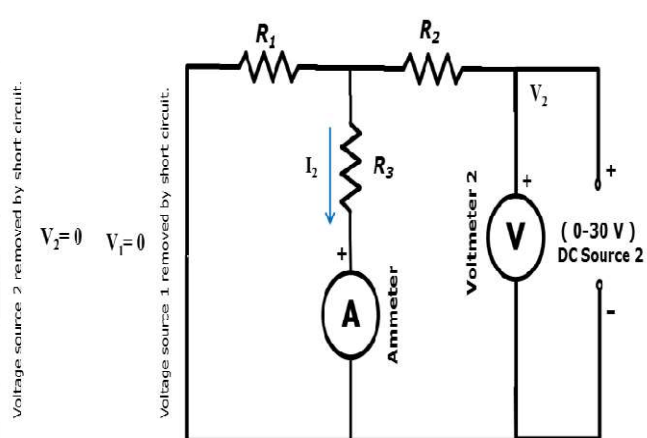 Voltage source 2 removed by short circuit.
V₂= 0
V₁= 0
Voltage source 1 removed by short circuit.
R₁
R₂
V₂
I₂
R₃
+
A
Ammeter
Voltmeter 2
+
V
+
( 0-30 V )
DC Source 2
-